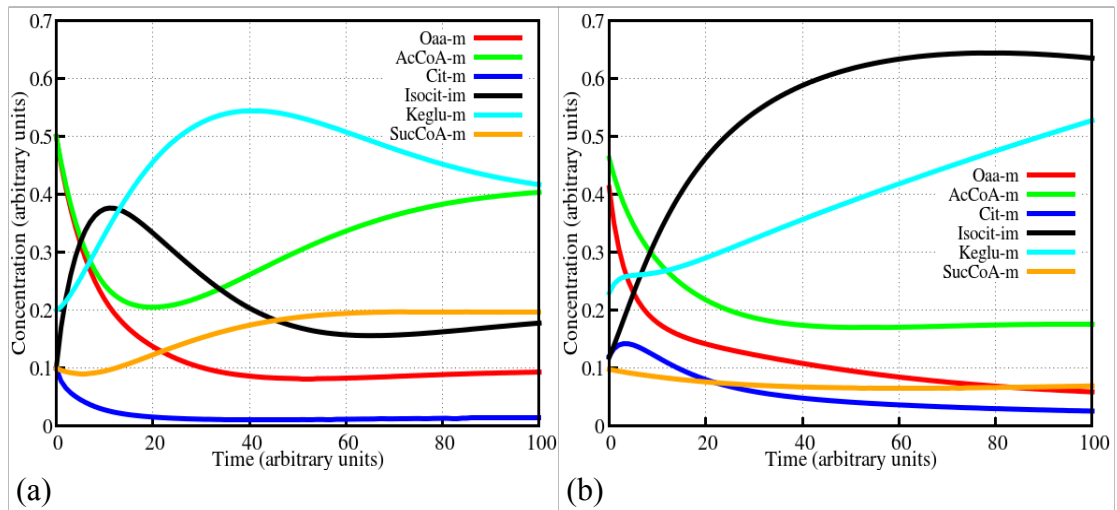 Concentration (arbitrary units)
0.7
0.6
0.5
0.4
0.3
0.2
0.1
0
Oaa-m
AcCoA-m
Cit-m
Isocit-im
Keglu-m
SucCoA-m
0 20 40 60 80 100
Time (arbitrary units)
(a)
Concentration (arbitrary units)
0.7
0.6
0.5
0.4
0.3
0.2
0.1
0
Oaa-m
AcCoA-m
Cit-m
Isocit-im
Keglu-m
SucCoA-m
0 20 40 60 80 100
Time (arbitrary units)
(b)